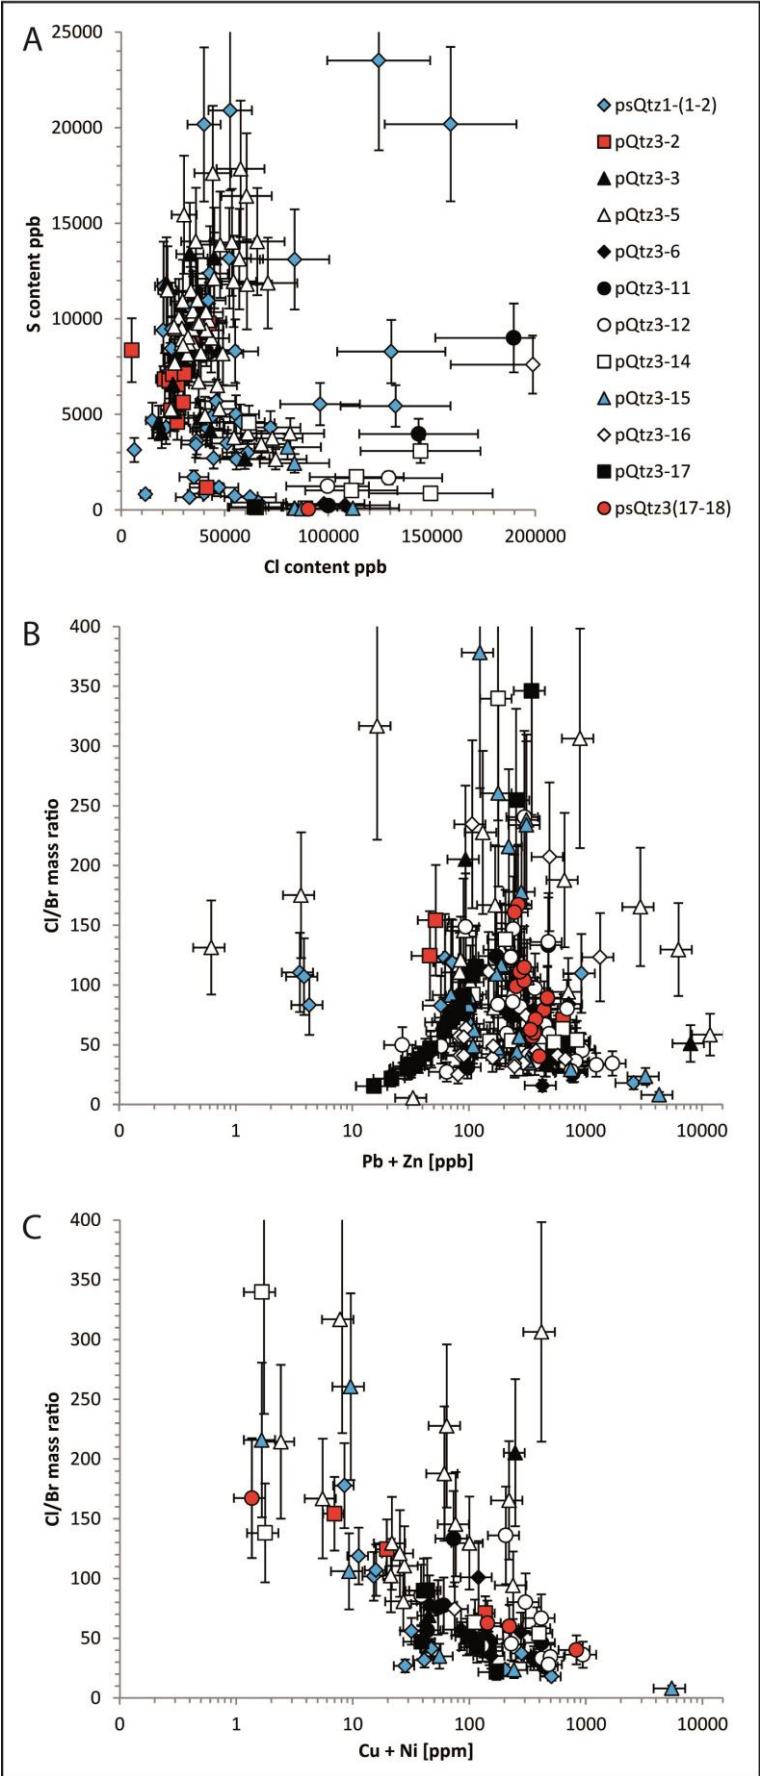 A
S content ppb
25000
20000
15000
10000
5000
0
0 50000 100000 150000 200000
Cl content ppb
psQtz1-(1-2)
pQtz3-2
pQtz3-3
pQtz3-5
pQtz3-6
pQtz3-11
pQtz3-12
pQtz3-14
pQtz3-15
pQtz3-16
pQtz3-17
psQtz3(17-18)
B
Cl/Br mass ratio
400
350
300
250
200
150
100
50
0
0 1 10 100 1000 10000
Pb + Zn [ppb]
C
Cl/Br mass ratio
400
350
300
250
200
150
100
50
0
0 1 10 100 1000 10000
Cu + Ni [ppm]